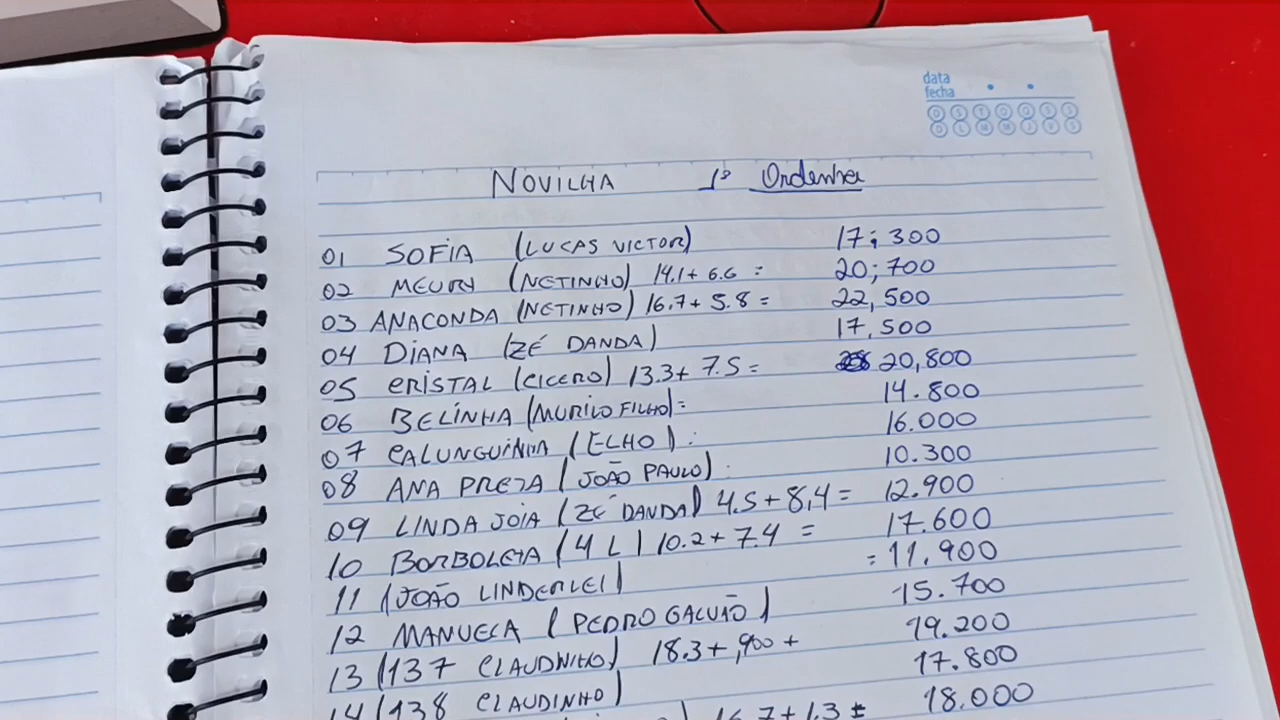 data
fecha
D S T Q Q S S
D L M M J V S
NOVILHA 1º Ordenha
01 SOFIA (LUCAS VICTOR) 17;300
02 MEURY (NETINHO) 14.1+6.6 = 20;700
03 ANACONDA (NETINHO) 16.7+5.8 = 22,500
04 DIANA (ZÉ DANDA) 17,500
05 CRISTAL (CICERO) 13.3+7.5 = 20,800
06 BELINHA (MURILO FILHO) = 14.800
07 CALUNGUINHA (ELHO) : 16.000
08 ANA PRETA (JOÃO PAULO) : 10.300
09 LINDA JOIA (ZÉ DANDA) 4.5+8,4 = 12.900
10 BORBOLETA (4 L) 10.2+7.4 = 17.600
11 (JOÃO LINDERLEI) = 11.900
12 MANUELA (PEDRO GALVÃO) 15.700
13 (137 CLAUDINHO) 18.3+,900+ 19.200
14 (138 CLAUDINHO) 17.800
16.7+1.3 = 18.000